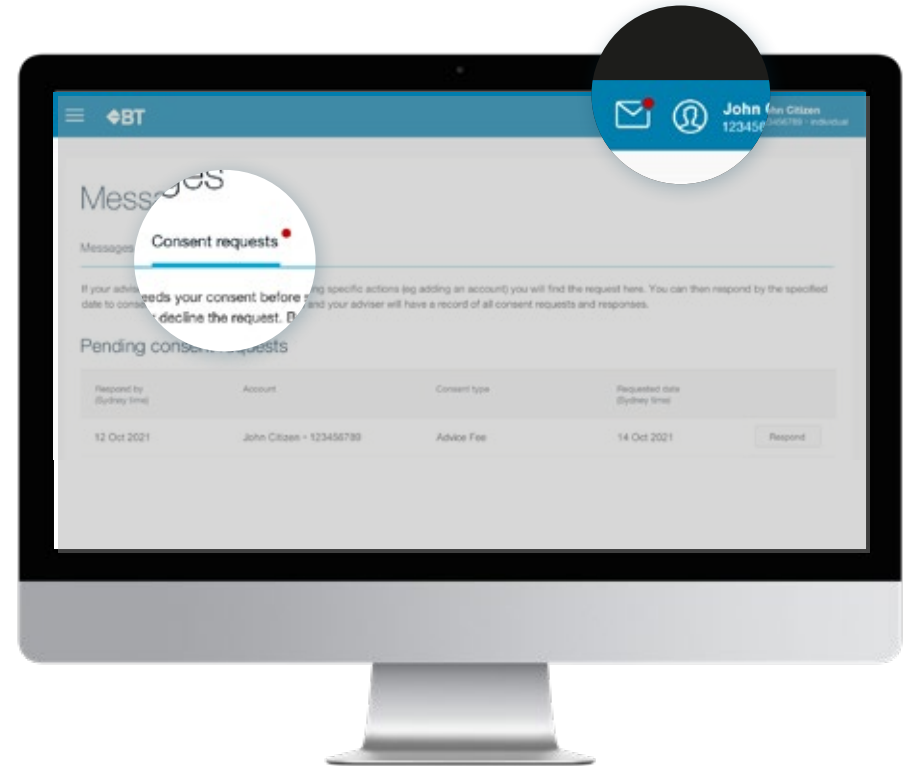 BT
John Citizen
123456789 - Individual
Messages
Messages
Consent requests
If your adviser needs your consent before specific actions (eg adding an account) you will find the request here. You can then respond by the specified
date to consent decline the request. B and your adviser will have a record of all consent requests and responses.
Pending consent requests
Respond by
(Sydney time)
Account
Consent type
Requested date
(Sydney time)
12 Oct 2021
John Citizen - 123456789
Advice Fee
14 Oct 2021
Respond